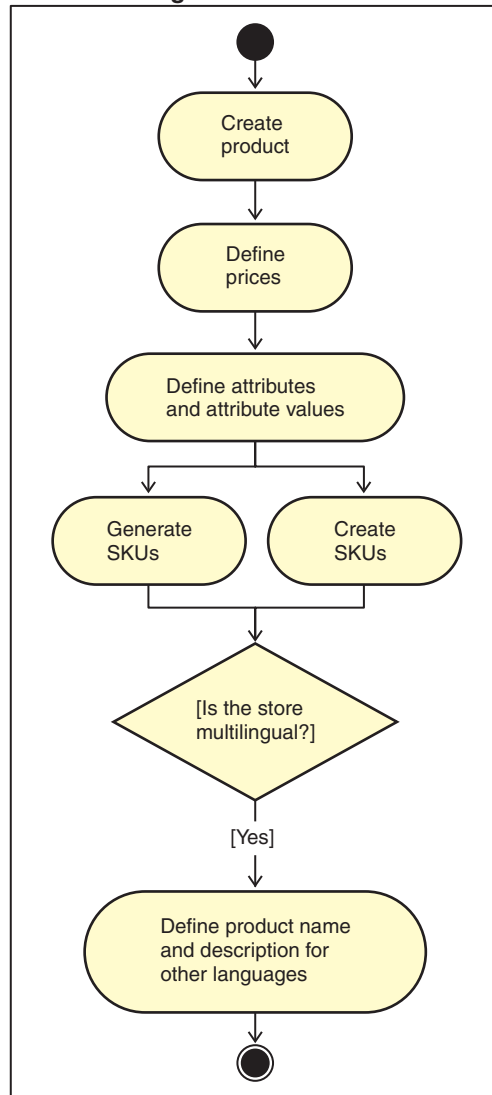 Create
product
Define
prices
Define attributes
and attribute values
Generate
SKUs
Create
SKUs
[Is the store
multilingual?]
[Yes]
Define product name
and description for
other languages